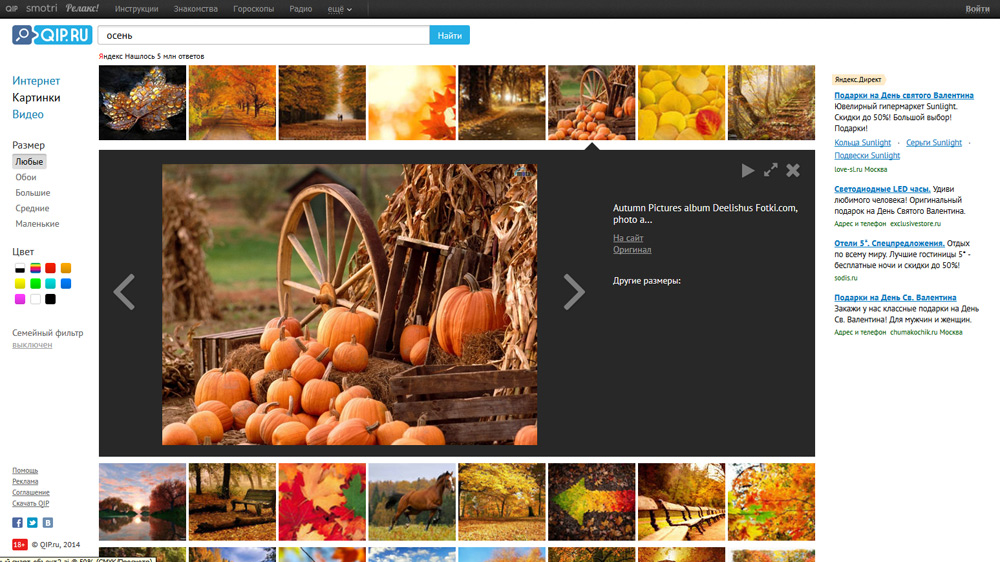 QIP
smotri
Релакс!
Инструкции
Знакомства
Гороскопы
Радио
ещё
Войти
QIP.RU
осень
Найти
Яндекс Нашлось 5 млн ответов
Интернет
Картинки
Видео
Размер
Любые
Обои
Большие
Средние
Маленькие
Цвет
Семейный фильтр
выключен
Autumn Pictures album Deelishus Fotki.com,
photo a...
На сайт
Оригинал
Другие размеры:
Яндекс.Директ
Подарки на День святого Валентина
Ювелирный гипермаркет Sunlight.
Скидки до 50%! Большой выбор!
Подарки!
Кольца Sunlight · Серьги Sunlight ·
Подвески Sunlight
love-sl.ru Москва
Светодиодные LED часы. Удиви
любимого человека! Оригинальный
подарок на День Святого Валентина.
Адрес и телефон exclusivestore.ru
Отели 5*. Спецпредложения. Отдых
по всему миру. Лучшие гостиницы 5* -
бесплатные ночи и скидки до 50%!
sodis.ru
Подарки на День Св. Валентина
Закажи у нас классные подарки на День
Св. Валентина! Для мужчин и женщин.
Адрес и телефон chumakochik.ru Москва
Помощь
Реклама
Соглашение
Скачать QIP
18+ © QIP.ru, 2014